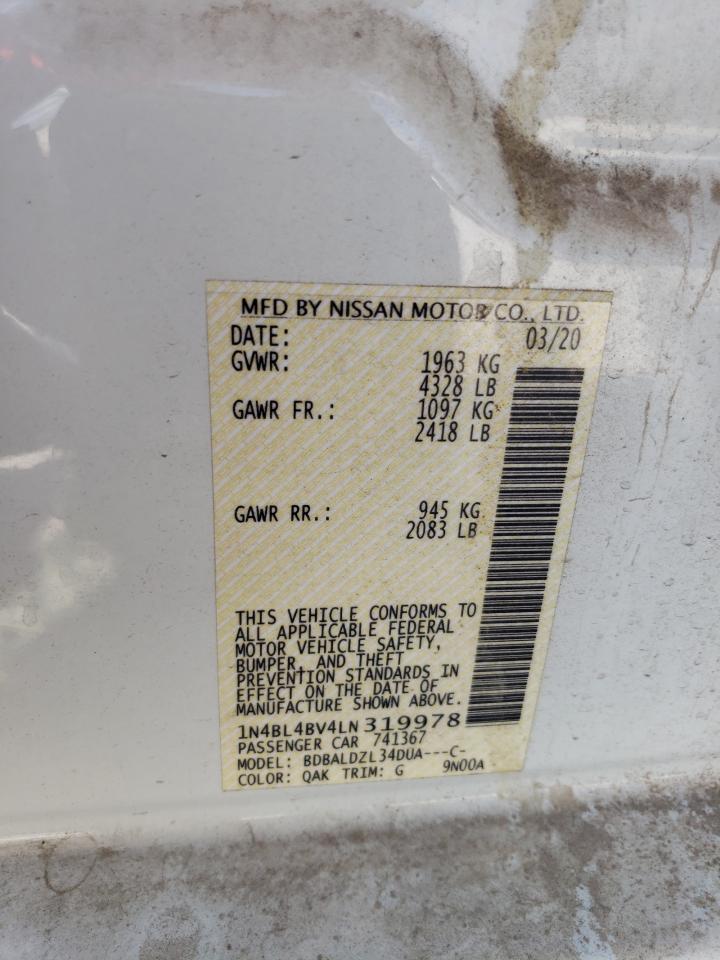 MFD BY NISSAN MOTOR CO., LTD.
DATE: 03/20
GVWR: 1963 KG
4328 LB
GAWR FR.: 1097 KG
2418 LB
GAWR RR.: 945 KG
2083 LB
THIS VEHICLE CONFORMS TO
ALL APPLICABLE FEDERAL
MOTOR VEHICLE SAFETY,
BUMPER, AND THEFT
PREVENTION STANDARDS IN
EFFECT ON THE DATE OF
MANUFACTURE SHOWN ABOVE.
1N4BL4BV4LN319978
PASSENGER CAR 741367
MODEL: BDBALDZL34DUA---C-
COLOR: QAK TRIM: G 9N00A